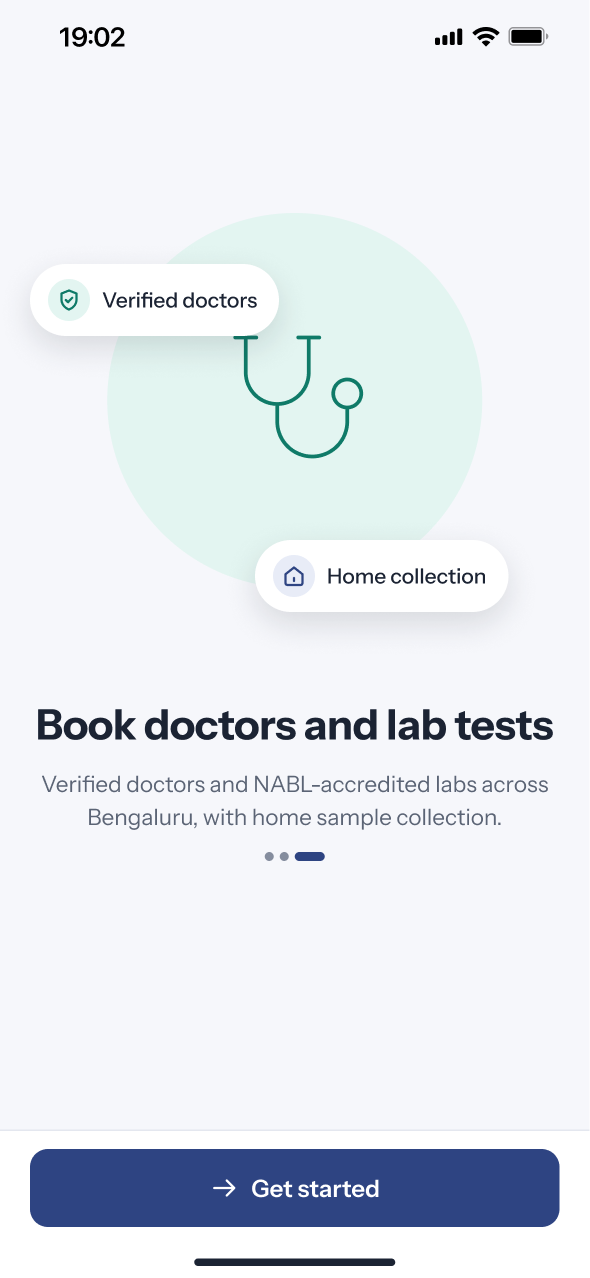 19:02
Verified doctors
Home collection
Book doctors and lab tests
Verified doctors and NABL-accredited labs across
Bengaluru, with home sample collection.
Get started